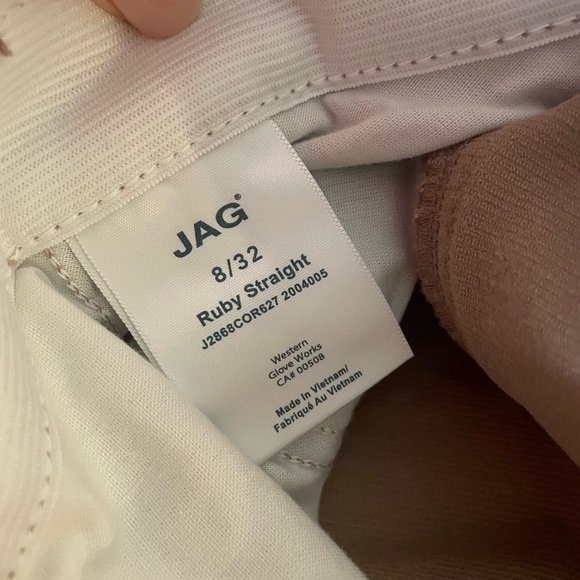 JAG®
8/32
Ruby Straight
J2868COR627 2004005
Western
Glove Works
CA# 00508
Made In Vietnam/
Fabriqué Au Vietnam